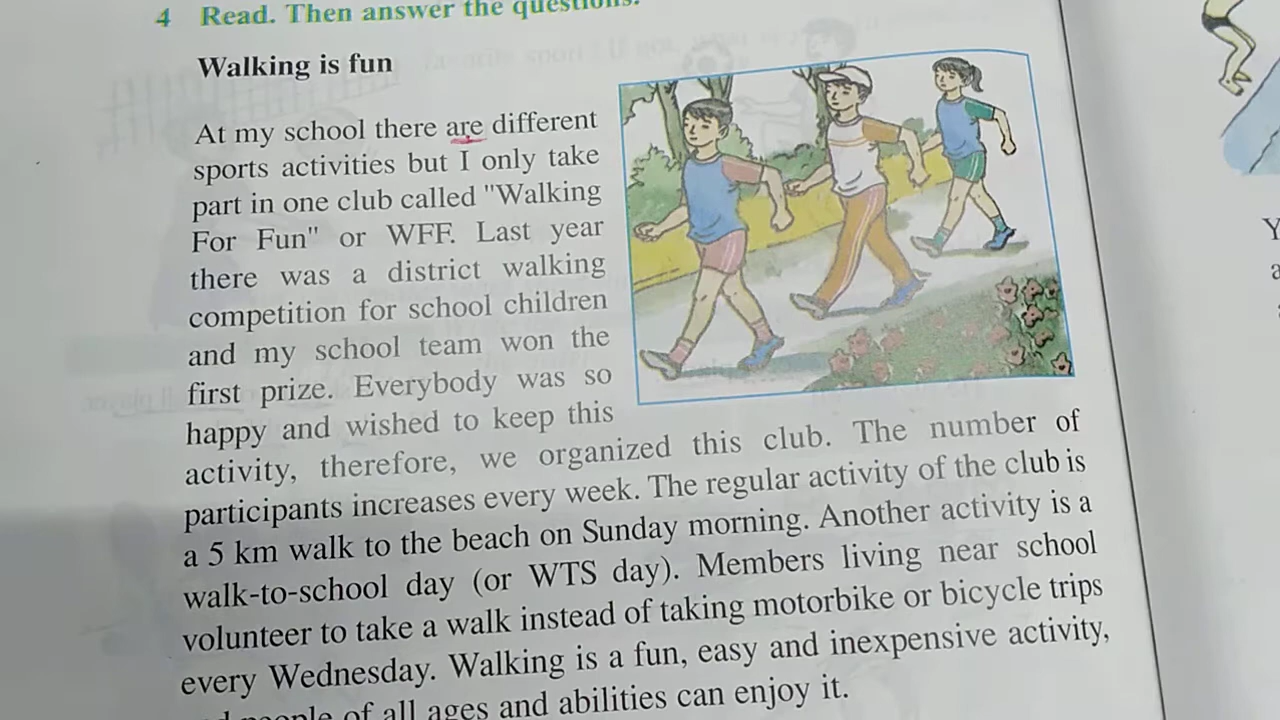 4 Read. Then answer the questions.
Walking is fun
At my school there are different
sports activities but I only take
part in one club called "Walking
For Fun" or WFF. Last year
there was a district walking
competition for school children
and my school team won the
first prize. Everybody was so
happy and wished to keep this
activity, therefore, we organized this club. The number of
participants increases every week. The regular activity of the club is
a 5 km walk to the beach on Sunday morning. Another activity is a
walk-to-school day (or WTS day). Members living near school
volunteer to take a walk instead of taking motorbike or bicycle trips
every Wednesday. Walking is a fun, easy and inexpensive activity,
people of all ages and abilities can enjoy it.